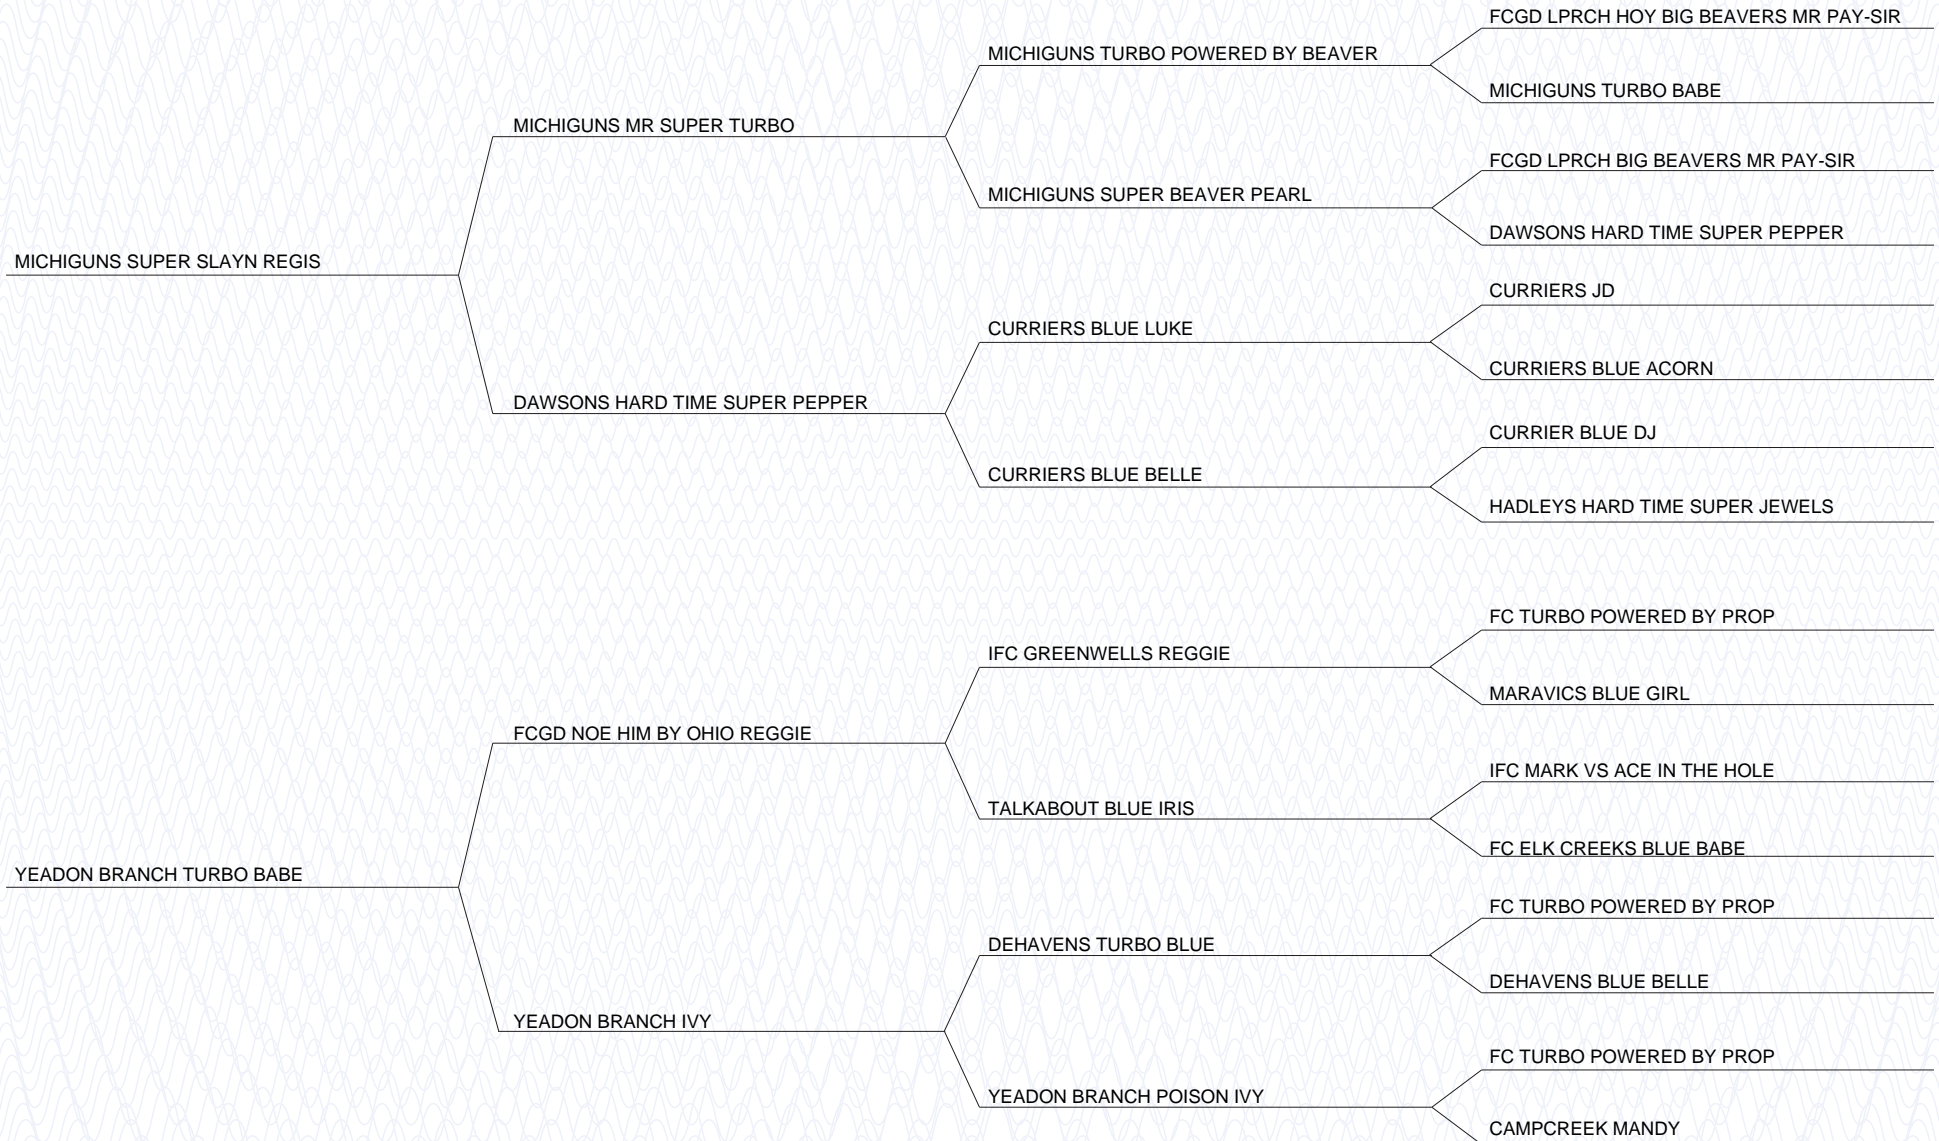 FCGD LPRCH HOY BIG BEAVERS MR PAY-SIR
MICHIGUNS TURBO POWERED BY BEAVER
MICHIGUNS TURBO BABE
MICHIGUNS MR SUPER TURBO
FCGD LPRCH BIG BEAVERS MR PAY-SIR
MICHIGUNS SUPER BEAVER PEARL
DAWSONS HARD TIME SUPER PEPPER
MICHIGUNS SUPER SLAYN REGIS
CURRIERS JD
CURRIERS BLUE LUKE
CURRIERS BLUE ACORN
DAWSONS HARD TIME SUPER PEPPER
CURRIER BLUE DJ
CURRIERS BLUE BELLE
HADLEYS HARD TIME SUPER JEWELS
FC TURBO POWERED BY PROP
IFC GREENWELLS REGGIE
MARAVICS BLUE GIRL
FCGD NOE HIM BY OHIO REGGIE
IFC MARK VS ACE IN THE HOLE
TALKABOUT BLUE IRIS
FC ELK CREEKS BLUE BABE
YEADON BRANCH TURBO BABE
FC TURBO POWERED BY PROP
DEHAVENS TURBO BLUE
DEHAVENS BLUE BELLE
YEADON BRANCH IVY
FC TURBO POWERED BY PROP
YEADON BRANCH POISON IVY
CAMPCREEK MANDY